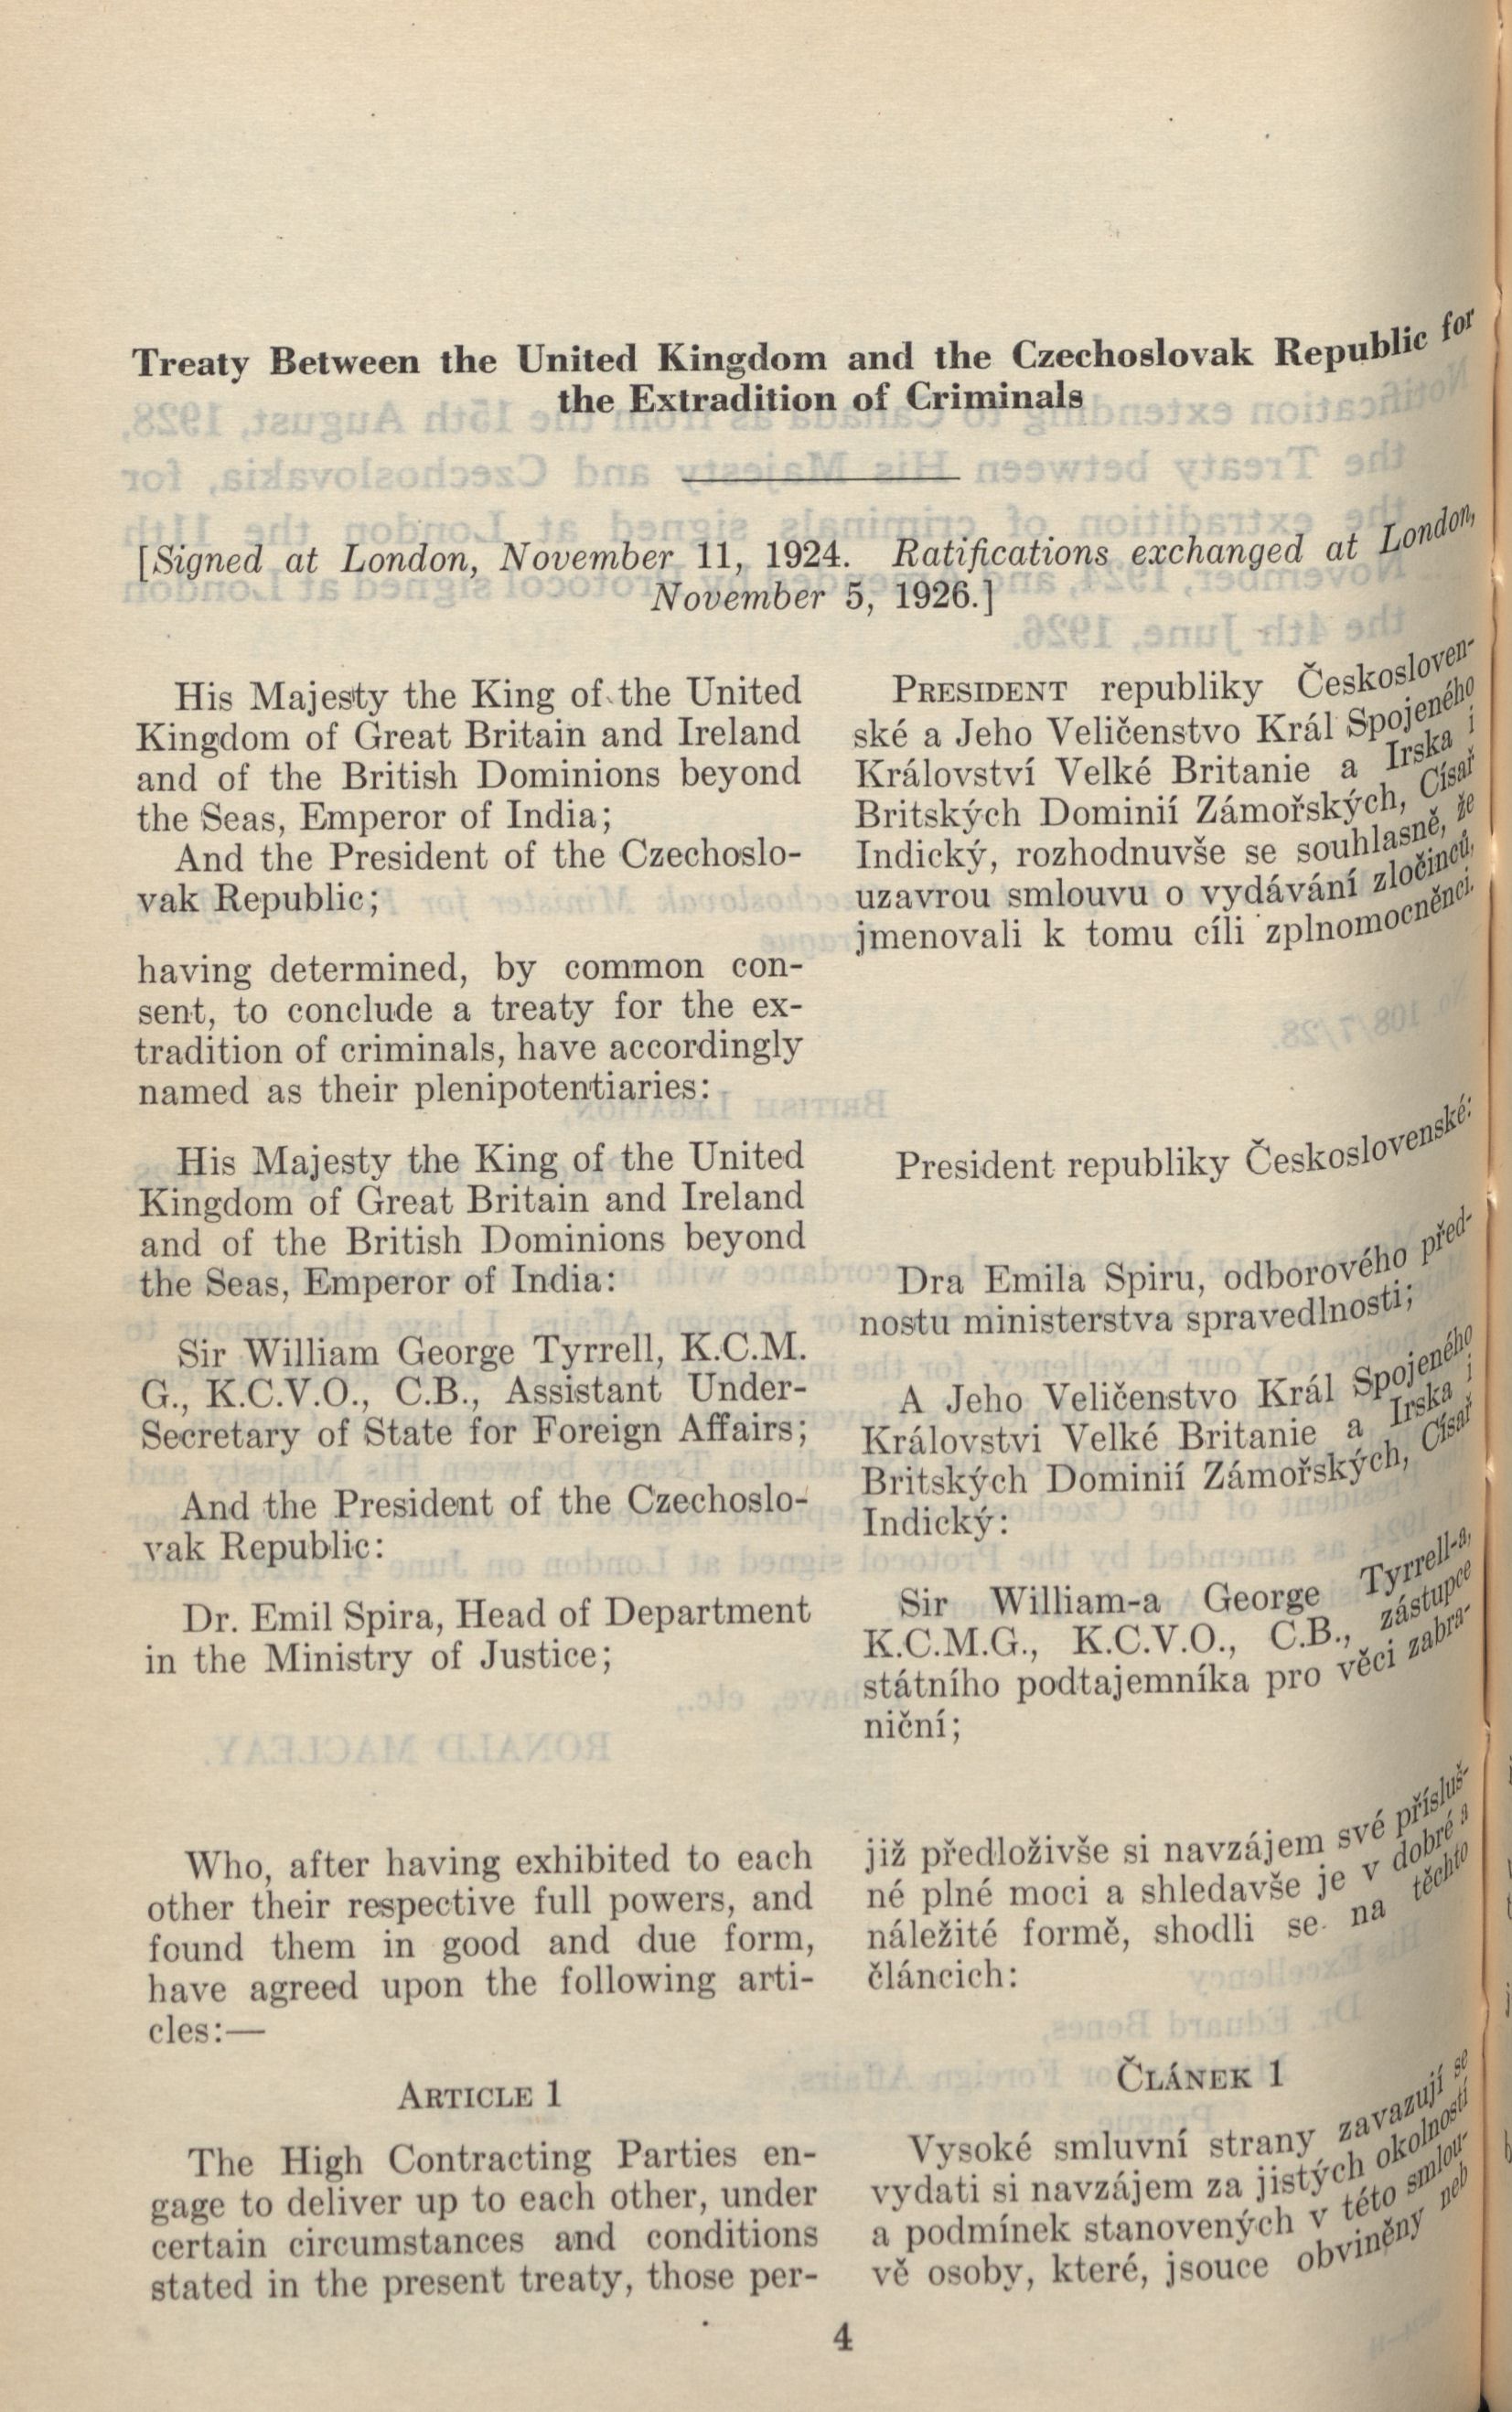 Treaty Between the United Kingdom and the Czechoslovak Republic for
the Extradition of Criminals
[Signed at London, November 11, 1924. Ratifications exchanged at London,
November 5, 1926.]
His Majesty the King of the United
Kingdom of Great Britain and Ireland
and of the British Dominions beyond
the Seas, Emperor of India;
And the President of the Czechoslo-
vak Republic;
having determined, by common con-
sent, to conclude a treaty for the ex-
tradition of criminals, have accordingly
named as their plenipotentiaries:
His Majesty the King of the United
Kingdom of Great Britain and Ireland
and of the British Dominions beyond
the Seas, Emperor of India:
Sir William George Tyrrell, K.C.M.
G., K.C.V.O., C.B., Assistant Under-
Secretary of State for Foreign Affairs;
And the President of the Czechoslo-
vak Republic:
Dr. Emil Spira, Head of Department
in the Ministry of Justice;
Who, after having exhibited to each
other their respective full powers, and
found them in good and due form,
have agreed upon the following arti-
cles:—
ARTICLE 1
The High Contracting Parties en-
gage to deliver up to each other, under
certain circumstances and conditions
stated in the present treaty, those per-
PRESIDENT republiky Českosloven-
ské a Jeho Veličenstvo Král Spojeného
Království Velké Britanie a Irska i
Britských Dominií Zámořských, Císař
Indický, rozhodnuvše se souhlasně, že
uzavrou smlouvu o vydávání zločinců,
jmenovali k tomu cíli zplnomocněnci.
President republiky Československé:
Dra Emila Spiru, odborového před-
nostu ministerstva spravedlnosti;
A Jeho Veličenstvo Král Spojeného
Královstvi Velké Britanie a Irska i
Britských Dominií Zámořských, Císař
Indický:
Sir William-a George Tyrrell-a,
K.C.M.G., K.C.V.O., C.B., zástupce
státního podtajemníka pro věci zabra-
niční;
již předloživše si navzájem své přísluš-
né plné moci a shledavše je v dobré a
náležité formě, shodli se na těchto
článcich:
ČLÁNEK 1
Vysoké smluvní strany zavazují se
vydati si navzájem za jistých okolností
a podmínek stanovených v této smlou-
vě osoby, které, jsouce obviněny neb
4